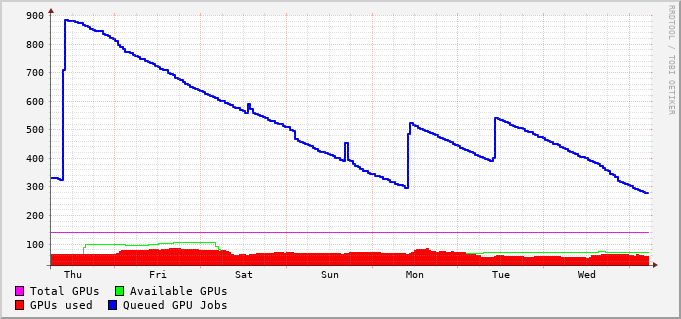 900
800
700
600
500
400
300
200
100
Thu Fri Sat Sun Mon Tue Wed
Total GPUs Available GPUs
GPUs used Queued GPU Jobs
RRDTOOL / TOBI OETIKER